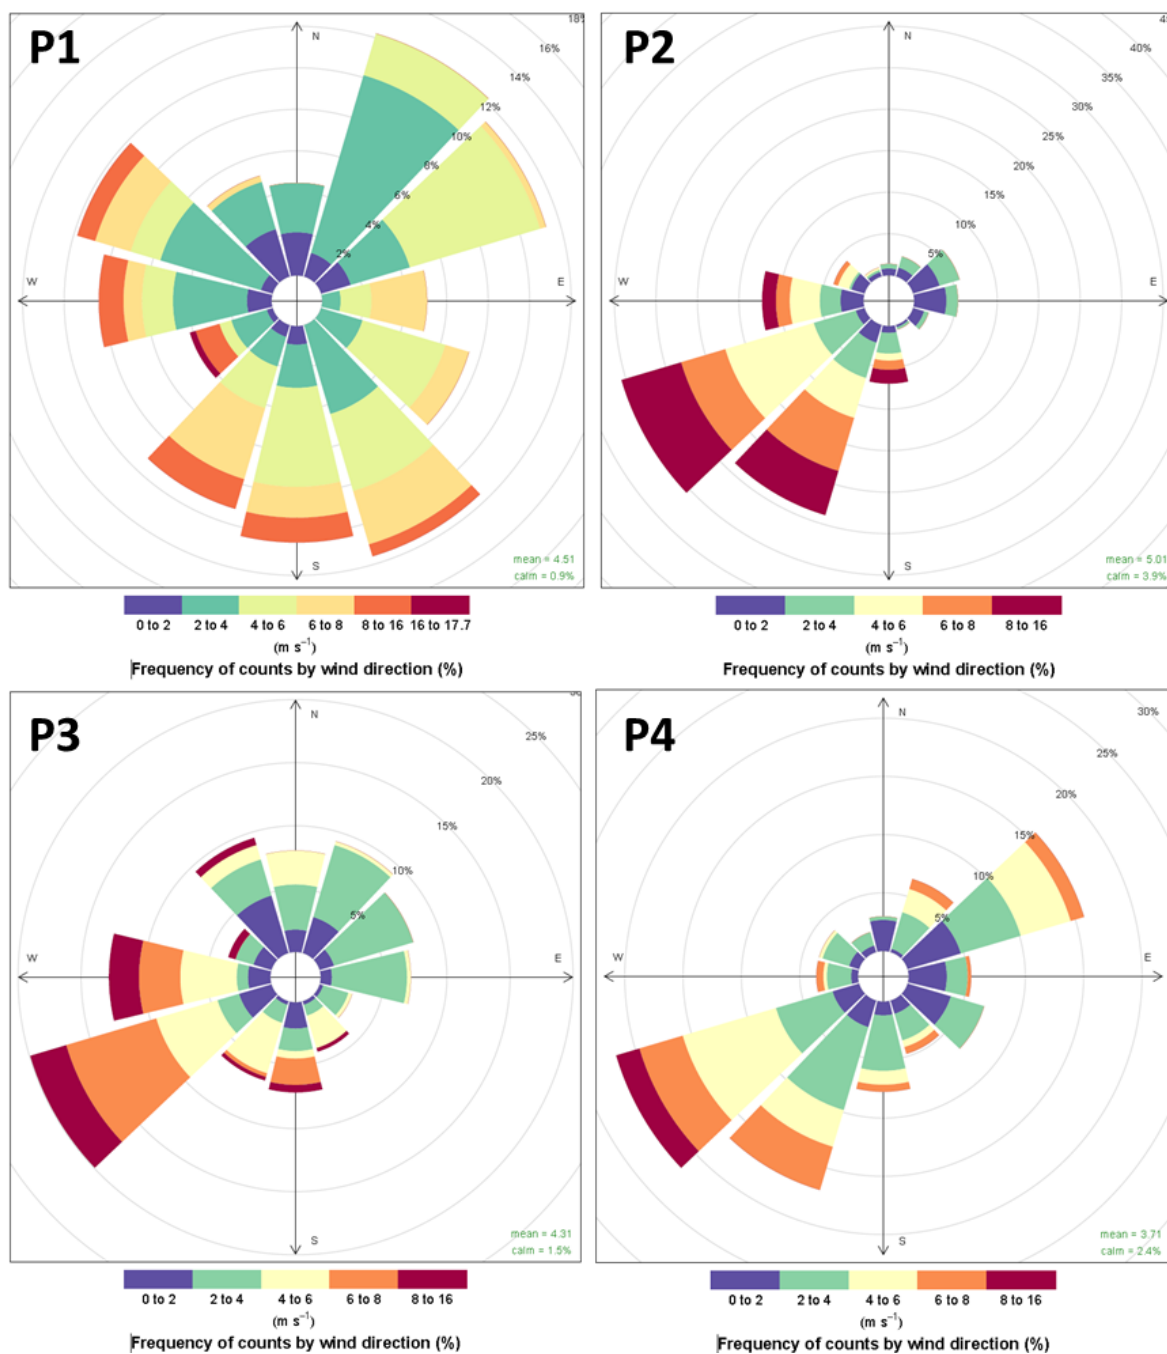 P1
N
18%
16%
14%
12%
10%
8%
6%
4%
2%
W
E
S
mean = 4.51
calm = 0.9%
0 to 2 2 to 4 4 to 6 6 to 8 8 to 16 16 to 17.7
(m s⁻¹)
Frequency of counts by wind direction (%)
P2
N
40%
35%
30%
25%
20%
15%
10%
5%
W
E
S
mean = 5.01
calm = 3.9%
0 to 2 2 to 4 4 to 6 6 to 8 8 to 16
(m s⁻¹)
Frequency of counts by wind direction (%)
P3
N
25%
20%
15%
10%
5%
W
E
S
mean = 4.31
calm = 1.5%
0 to 2 2 to 4 4 to 6 6 to 8 8 to 16
(m s⁻¹)
Frequency of counts by wind direction (%)
P4
N
30%
25%
20%
15%
10%
5%
W
E
S
mean = 3.71
calm = 2.4%
0 to 2 2 to 4 4 to 6 6 to 8 8 to 16
(m s⁻¹)
Frequency of counts by wind direction (%)